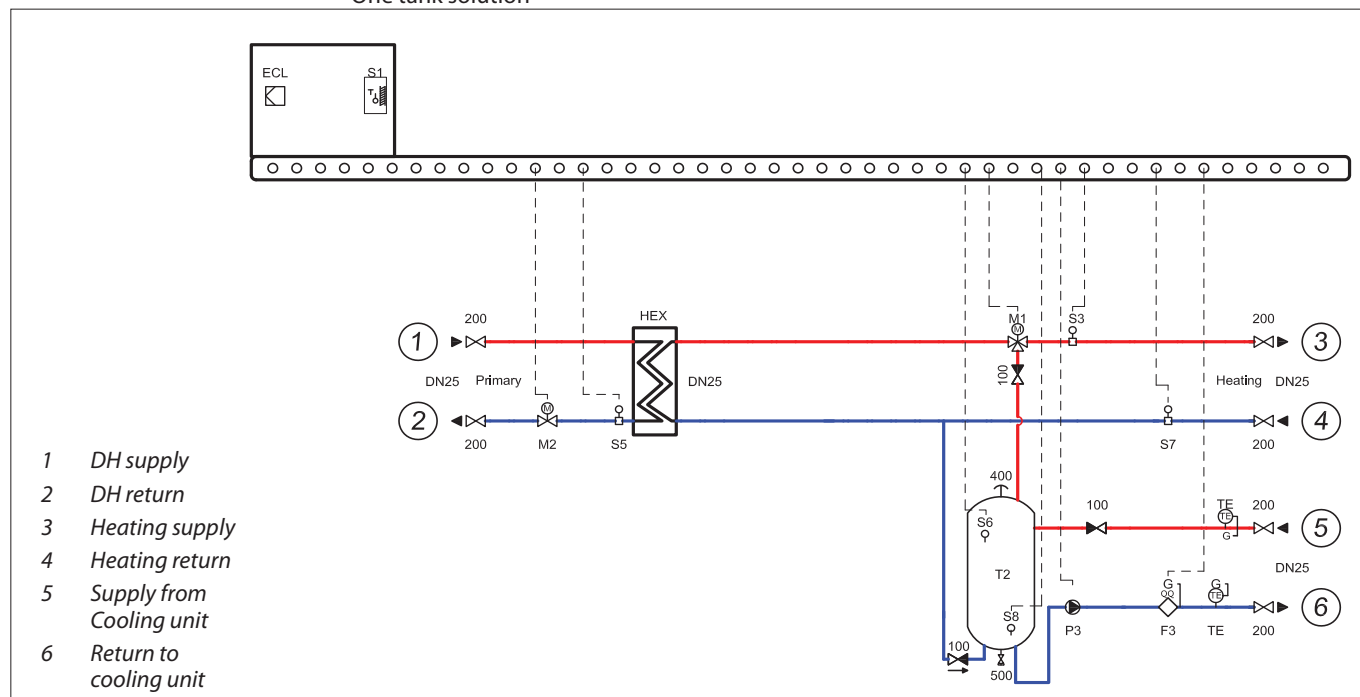 One tank solution
ECL
S1
T
HEX
M1
M
S3
200
200
1
3
100
DN25
Primary
DN25
Heating
DN25
M
2
4
200
M2
S5
S7
200
1 DH supply
2 DH return
3 Heating supply
4 Heating return
5 Supply from
Cooling unit
6 Return to
cooling unit
400
100
TE
200
S6
TE
5
G
T2
DN25
G
G
QQ
TE
6
S8
P3
F3
TE
200
100
500